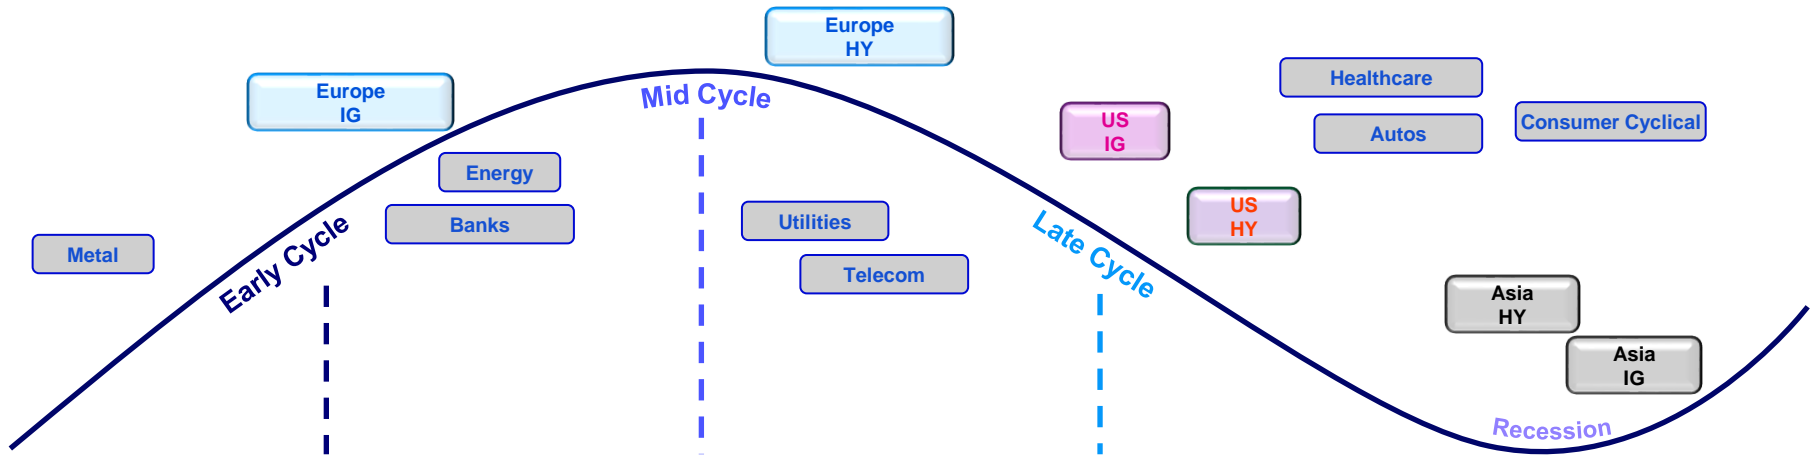 Europe
HY
Europe
IG
Mid Cycle
Healthcare
US
IG
Autos
Consumer Cyclical
Energy
Banks
Utilities
US
HY
Metal
Early Cycle
Telecom
Late Cycle
Asia
HY
Asia
IG
Recession